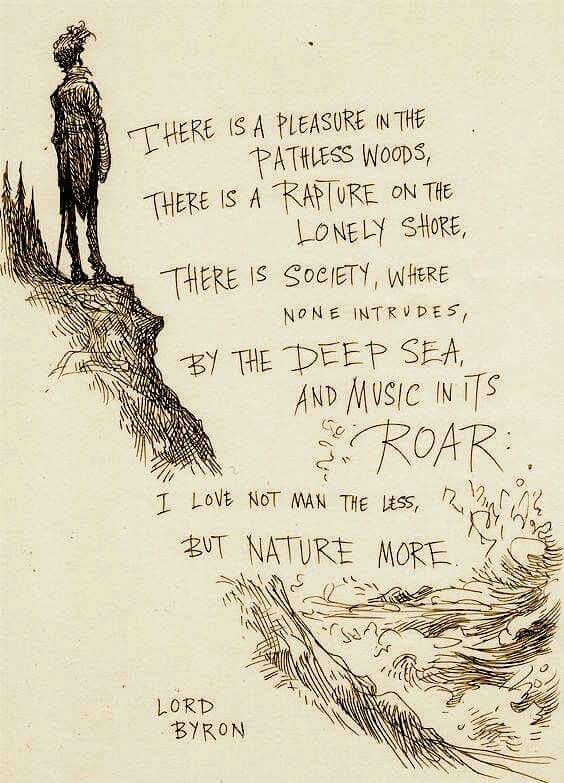 THERE IS A PLEASURE IN THE
PATHLESS WOODS,
THERE IS A RAPTURE ON THE
LONELY SHORE,
THERE IS SOCIETY, WHERE
NONE INTRUDES,
BY THE DEEP SEA,
AND MUSIC IN ITS
ROAR:
I LOVE NOT MAN THE LESS,
BUT NATURE MORE.
LORD
BYRON